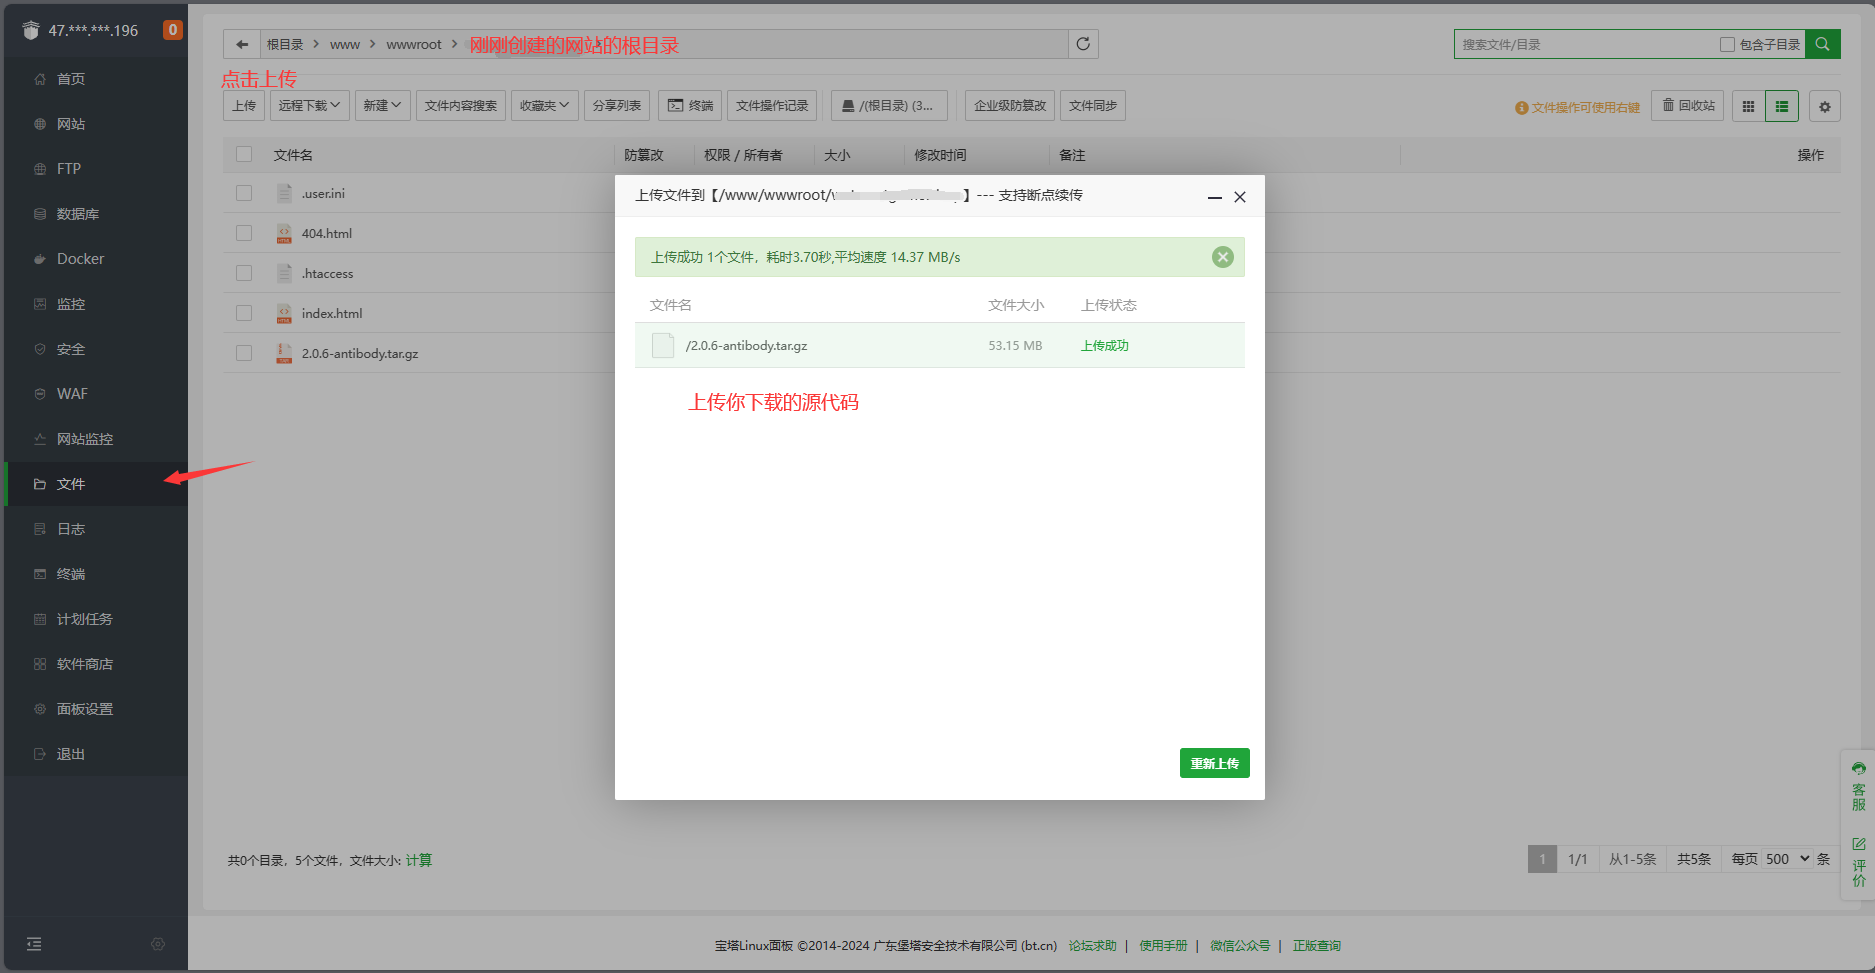 47.***.***.196
0
首页
网站
FTP
数据库
Docker
监控
安全
WAF
网站监控
文件
日志
终端
计划任务
软件商店
面板设置
退出
根目录 > www > wwwroot >
刚刚创建的网站的根目录
搜索文件/目录
包含子目录
点击上传
上传 远程下载 新建 文件内容搜索 收藏夹 分享列表 终端 文件操作记录 /(根目录) (3... 企业级防篡改 文件同步
文件操作可使用右键 回收站
文件名 防篡改 权限 / 所有者 大小 修改时间 备注 操作
.user.ini
404.html
.htaccess
index.html
2.0.6-antibody.tar.gz
上传文件到【/www/wwwroot/ 】--- 支持断点续传
上传成功 1个文件，耗时3.70秒,平均速度 14.37 MB/s
文件名 文件大小 上传状态
/2.0.6-antibody.tar.gz 53.15 MB 上传成功
上传你下载的源代码
重新上传
客服
评价
共0个目录，5个文件，文件大小: 计算
1 1/1 从1-5条 共5条 每页 500 条
宝塔Linux面板 ©2014-2024 广东堡塔安全技术有限公司 (bt.cn) 论坛求助 | 使用手册 | 微信公众号 | 正版查询